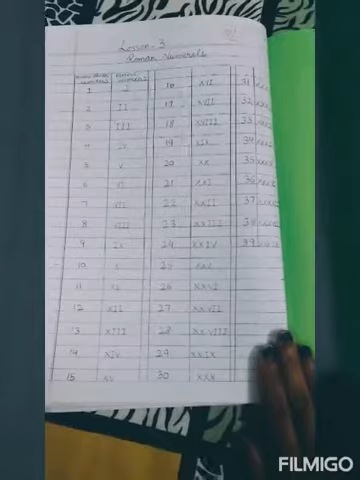 Lesson - 3
Roman Numerals
1 I 16 XVI 31
2 II 17 XVII 32
3 III 18 XVIII 33
4 IV 19 XIX 34
5 V 20 XX 35
6 VI 21 XXI 36
7 VII 22 XXII 37
8 VIII 23 XXIII 38
9 IX 24 XXIV 39
10 X 25 XXV
11 XI 26 XXVI
12 XII 27 XXVII
13 XIII 28 XXVIII
14 XIV 29 XXIX
15 XV 30 XXX
FILMIGO